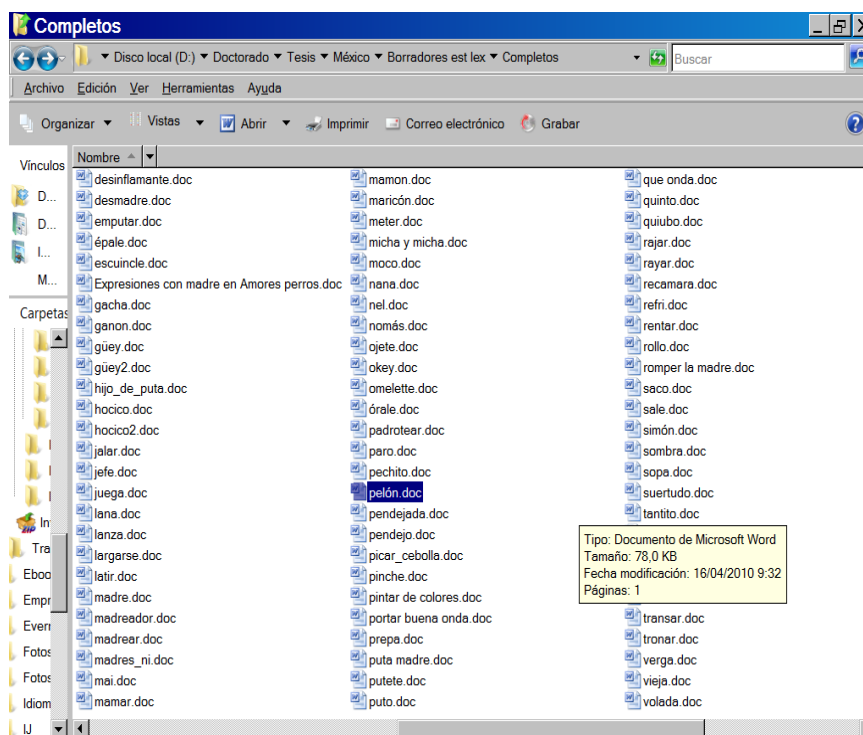 Completos
Disco local (D:) Doctorado Tesis México Borradores est lex Completos
Buscar
Archivo Edición Ver Herramientas Ayuda
Organizar Vistas Abrir Imprimir Correo electrónico Grabar
Vínculos
D...
D...
I...
M...
Carpetas
Tra
Eboo
Empr
Evern
Fotos
Fotos
Idiom
IJ
Nombre
desinflamante.doc
desmadre.doc
emputar.doc
épale.doc
escuincle.doc
Expresiones con madre en Amores perros.doc
gacha.doc
ganon.doc
güey.doc
güey2.doc
hijo_de_puta.doc
hocico.doc
hocico2.doc
jalar.doc
jefe.doc
juega.doc
lana.doc
lanza.doc
largarse.doc
latir.doc
madre.doc
madreador.doc
madrear.doc
madres_ni.doc
mai.doc
mamar.doc
mamon.doc
maricón.doc
meter.doc
micha y micha.doc
moco.doc
nana.doc
nel.doc
nomás.doc
ojete.doc
okey.doc
omelette.doc
órale.doc
padrotear.doc
paro.doc
pechito.doc
pelón.doc
pendejada.doc
pendejo.doc
picar_cebolla.doc
pinche.doc
pintar de colores.doc
portar buena onda.doc
prepa.doc
puta madre.doc
putete.doc
puto.doc
que onda.doc
quinto.doc
quiubo.doc
rajar.doc
rayar.doc
recamara.doc
refri.doc
rentar.doc
rollo.doc
romper la madre.doc
saco.doc
sale.doc
simón.doc
sombra.doc
sopa.doc
suertudo.doc
tantito.doc
Tipo: Documento de Microsoft Word
Tamaño: 78,0 KB
Fecha modificación: 16/04/2010 9:32
Páginas: 1
transar.doc
tronar.doc
verga.doc
vieja.doc
volada.doc